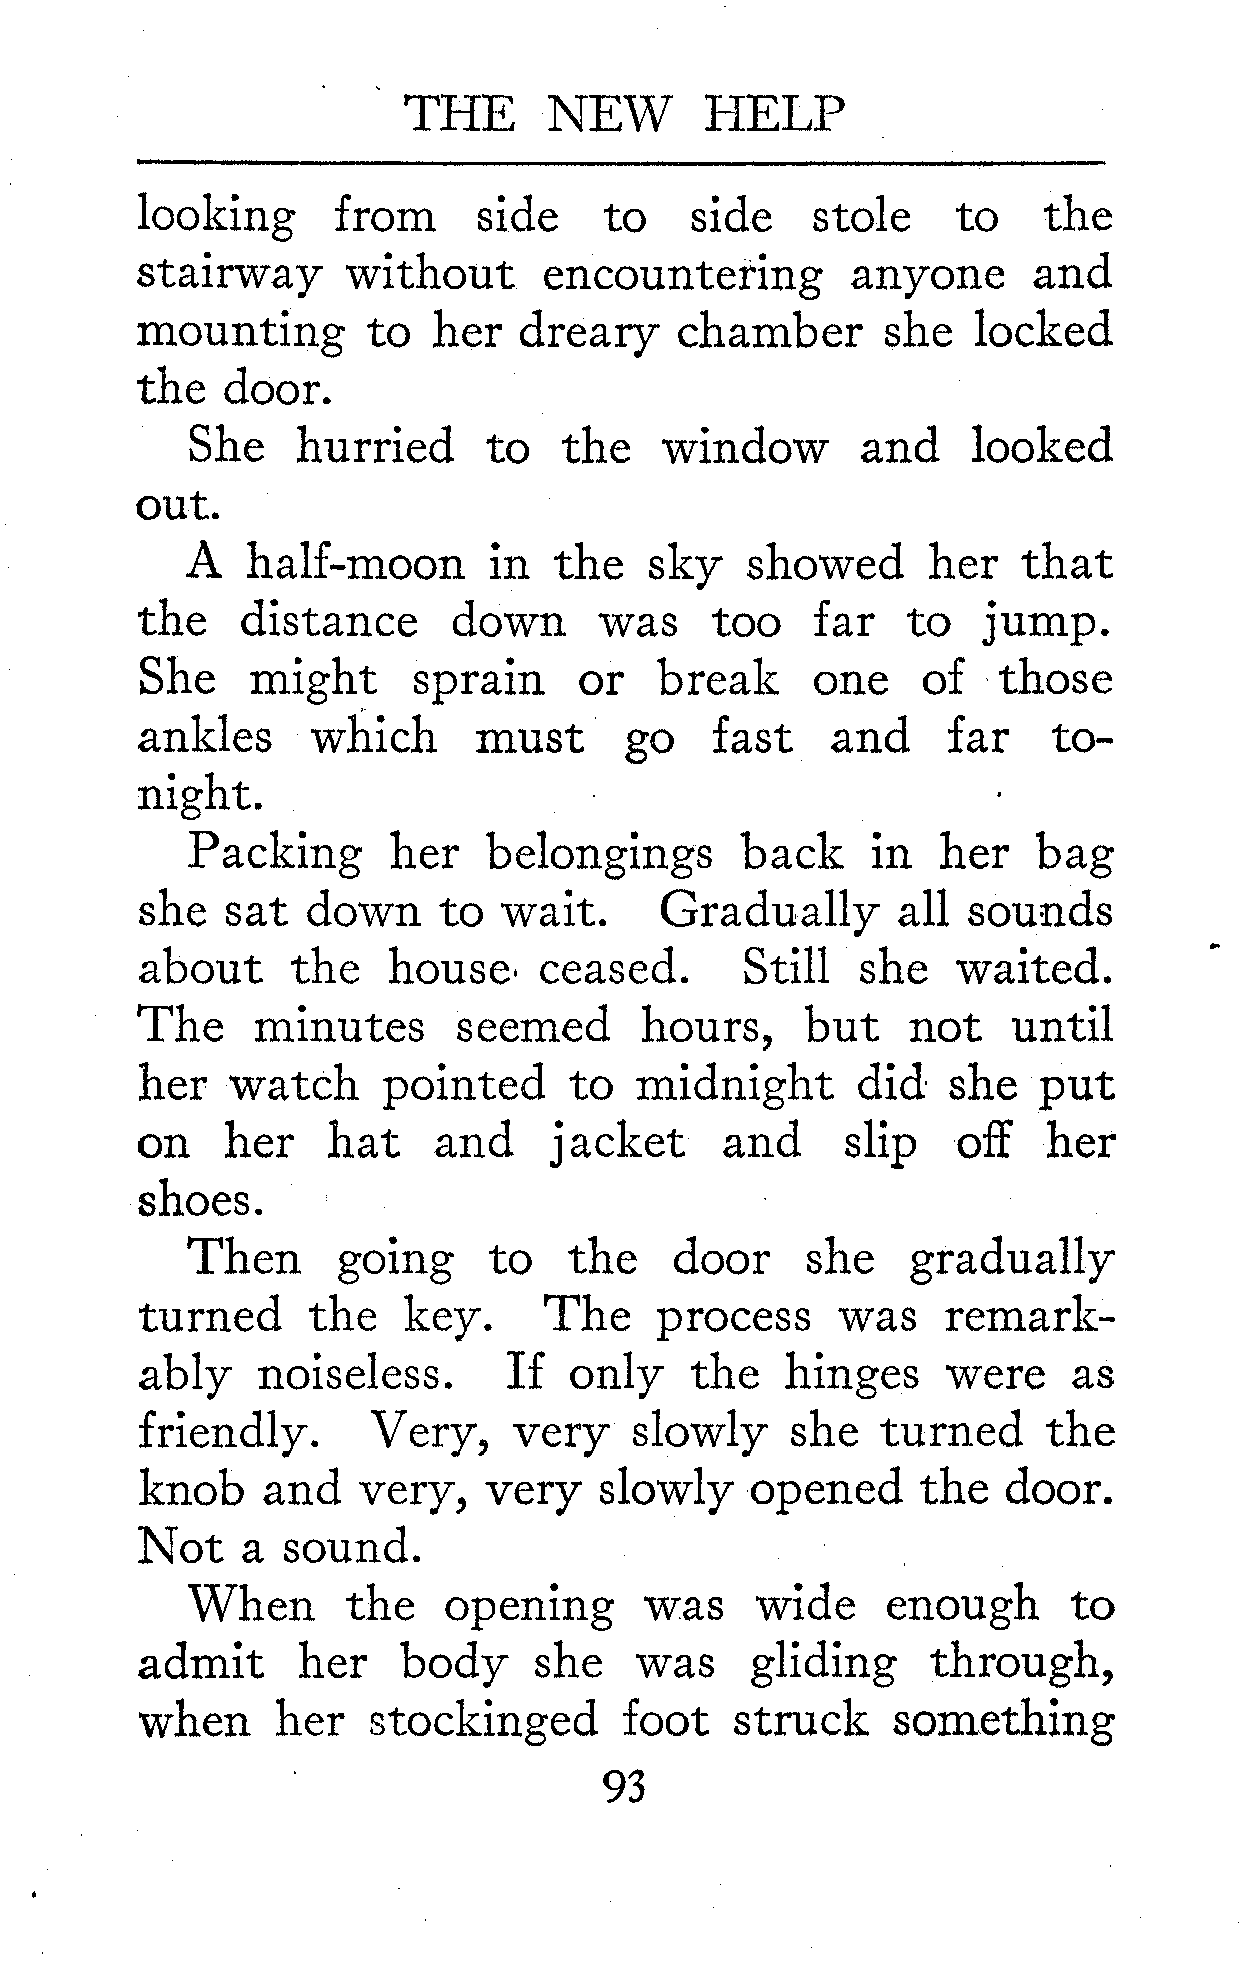 THE NEW HELP
looking from side to side stole to the
stairway without encountering anyone and
mounting to her dreary chamber she locked
the door.
She hurried to the window and looked
out.
A half-moon in the sky showed her that
the distance down was too far to jump.
She might sprain or break one of those
ankles which must go fast and far to-
night.
Packing her belongings back in her bag
she sat down to wait. Gradually all sounds
about the house ceased. Still she waited.
The minutes seemed hours, but not until
her watch pointed to midnight did she put
on her hat and jacket and slip off her
shoes.
Then going to the door she gradually
turned the key. The process was remark-
ably noiseless. If only the hinges were as
friendly. Very, very slowly she turned the
knob and very, very slowly opened the door.
Not a sound.
When the opening was wide enough to
admit her body she was gliding through,
when her stockinged foot struck something
93